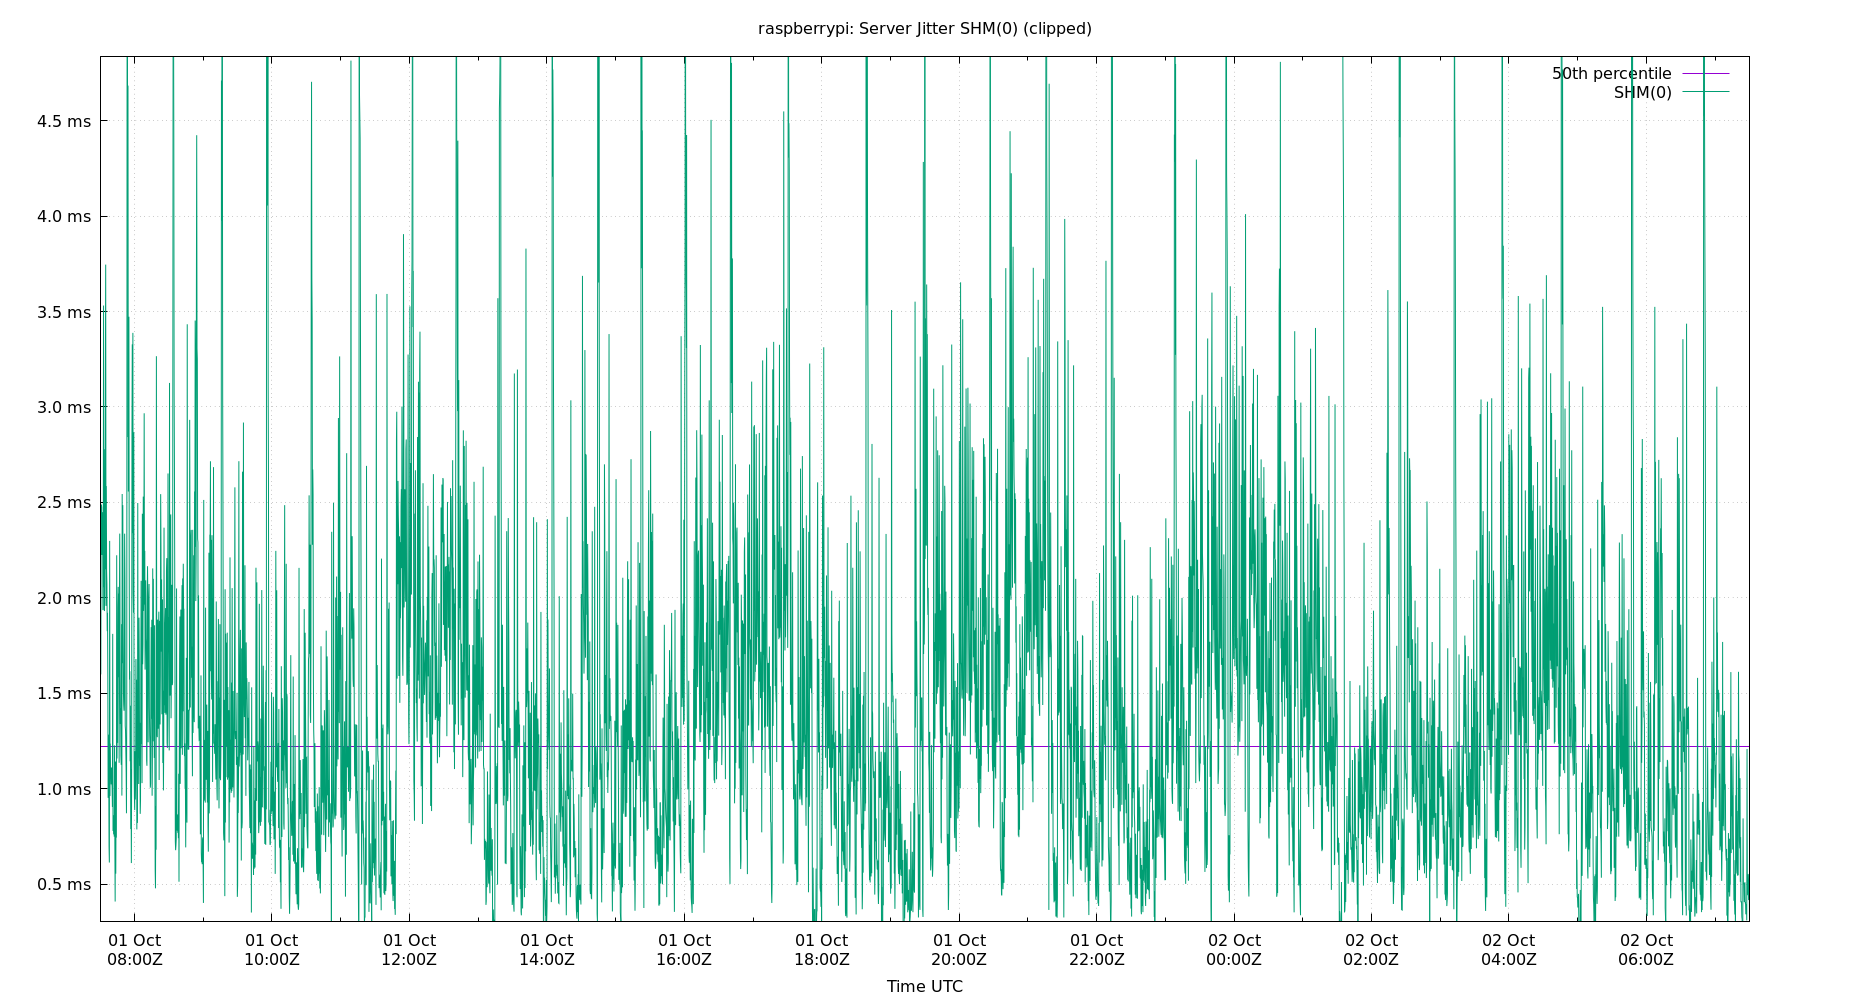 raspberrypi: Server Jitter SHM(0) (clipped)
50th percentile
SHM(0)
4.5 ms
4.0 ms
3.5 ms
3.0 ms
2.5 ms
2.0 ms
1.5 ms
1.0 ms
0.5 ms
01 Oct 01 Oct 01 Oct 01 Oct 01 Oct 01 Oct 01 Oct 01 Oct 02 Oct 02 Oct 02 Oct 02 Oct
08:00Z 10:00Z 12:00Z 14:00Z 16:00Z 18:00Z 20:00Z 22:00Z 00:00Z 02:00Z 04:00Z 06:00Z
Time UTC